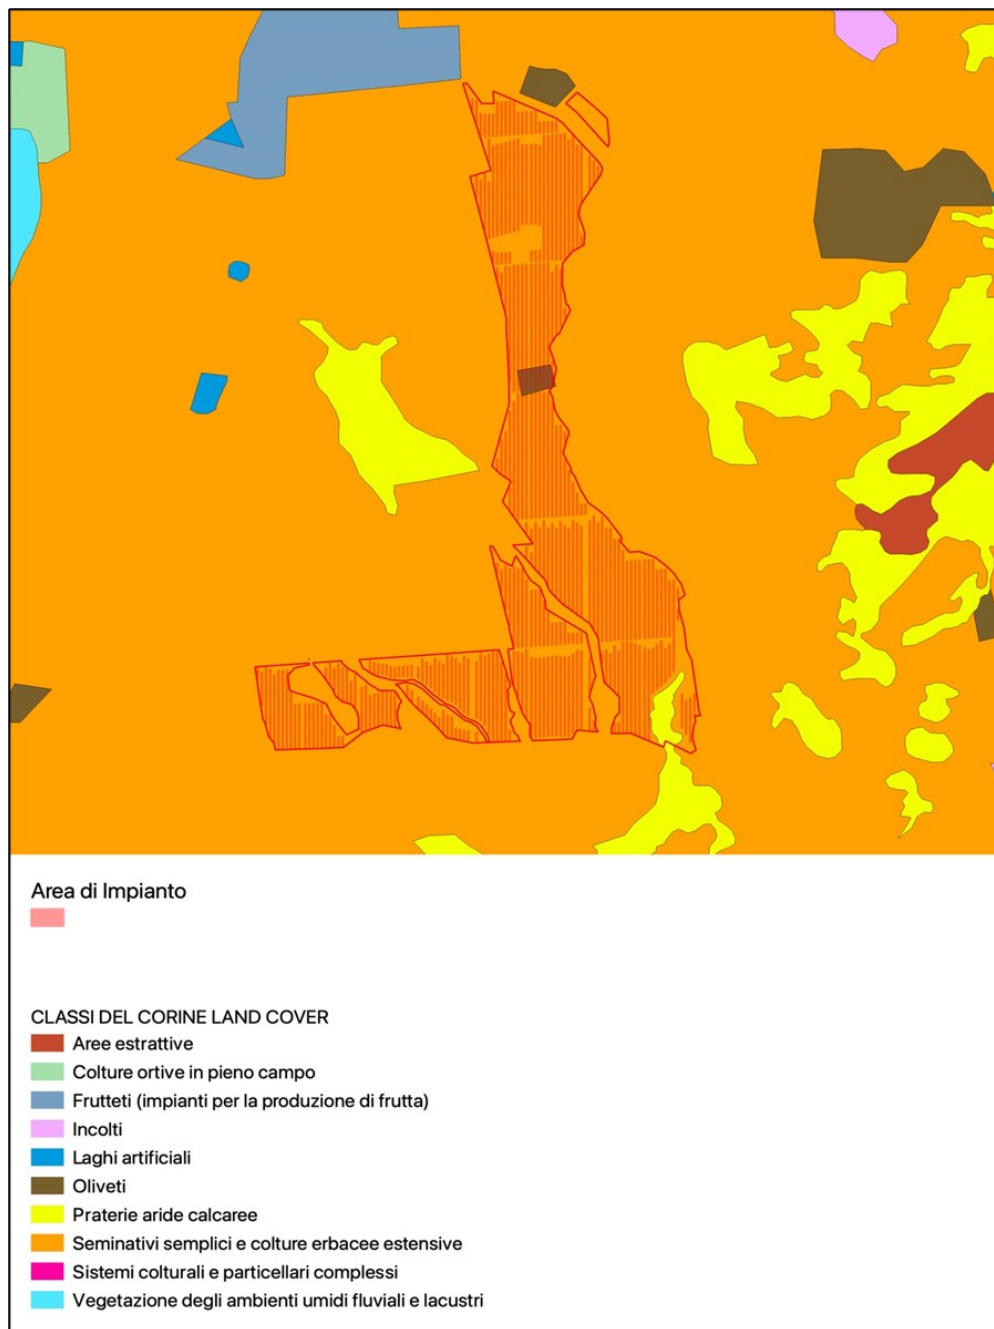 Area di Impianto
CLASSI DEL CORINE LAND COVER
Aree estrattive
Colture ortive in pieno campo
Frutteti (impianti per la produzione di frutta)
Incolti
Laghi artificiali
Oliveti
Praterie aride calcaree
Seminativi semplici e colture erbacee estensive
Sistemi colturali e particellari complessi
Vegetazione degli ambienti umidi fluviali e lacustri